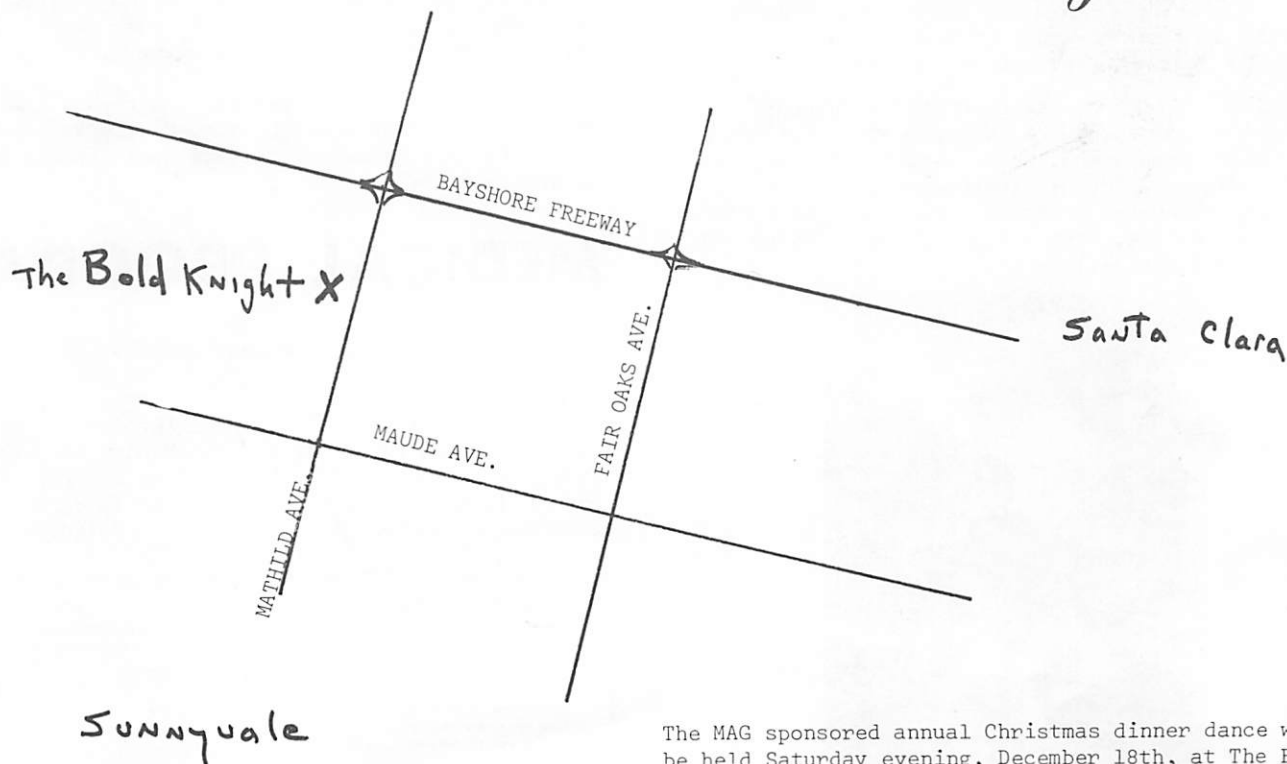 BAYSHORE FREEWAY
The Bold Knight X
FAIR OAKS AVE.
Santa Clara
MAUDE AVE.
MATHILD AVE.
Sunnyvale
The MAG sponsored annual Christmas dinner dance
be held Saturday evening, December 18th, at The